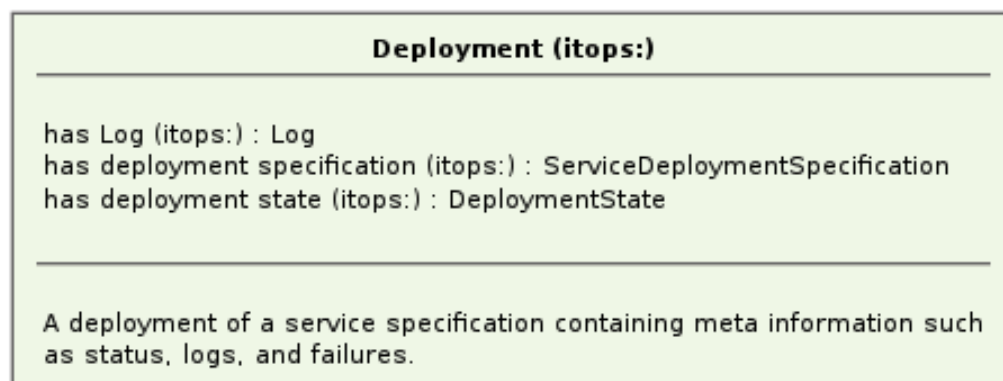 Deployment (itops:)
has Log (itops:) : Log
has deployment specification (itops:) : ServiceDeploymentSpecification
has deployment state (itops:) : DeploymentState
A deployment of a service specification containing meta information such
as status, logs, and failures.